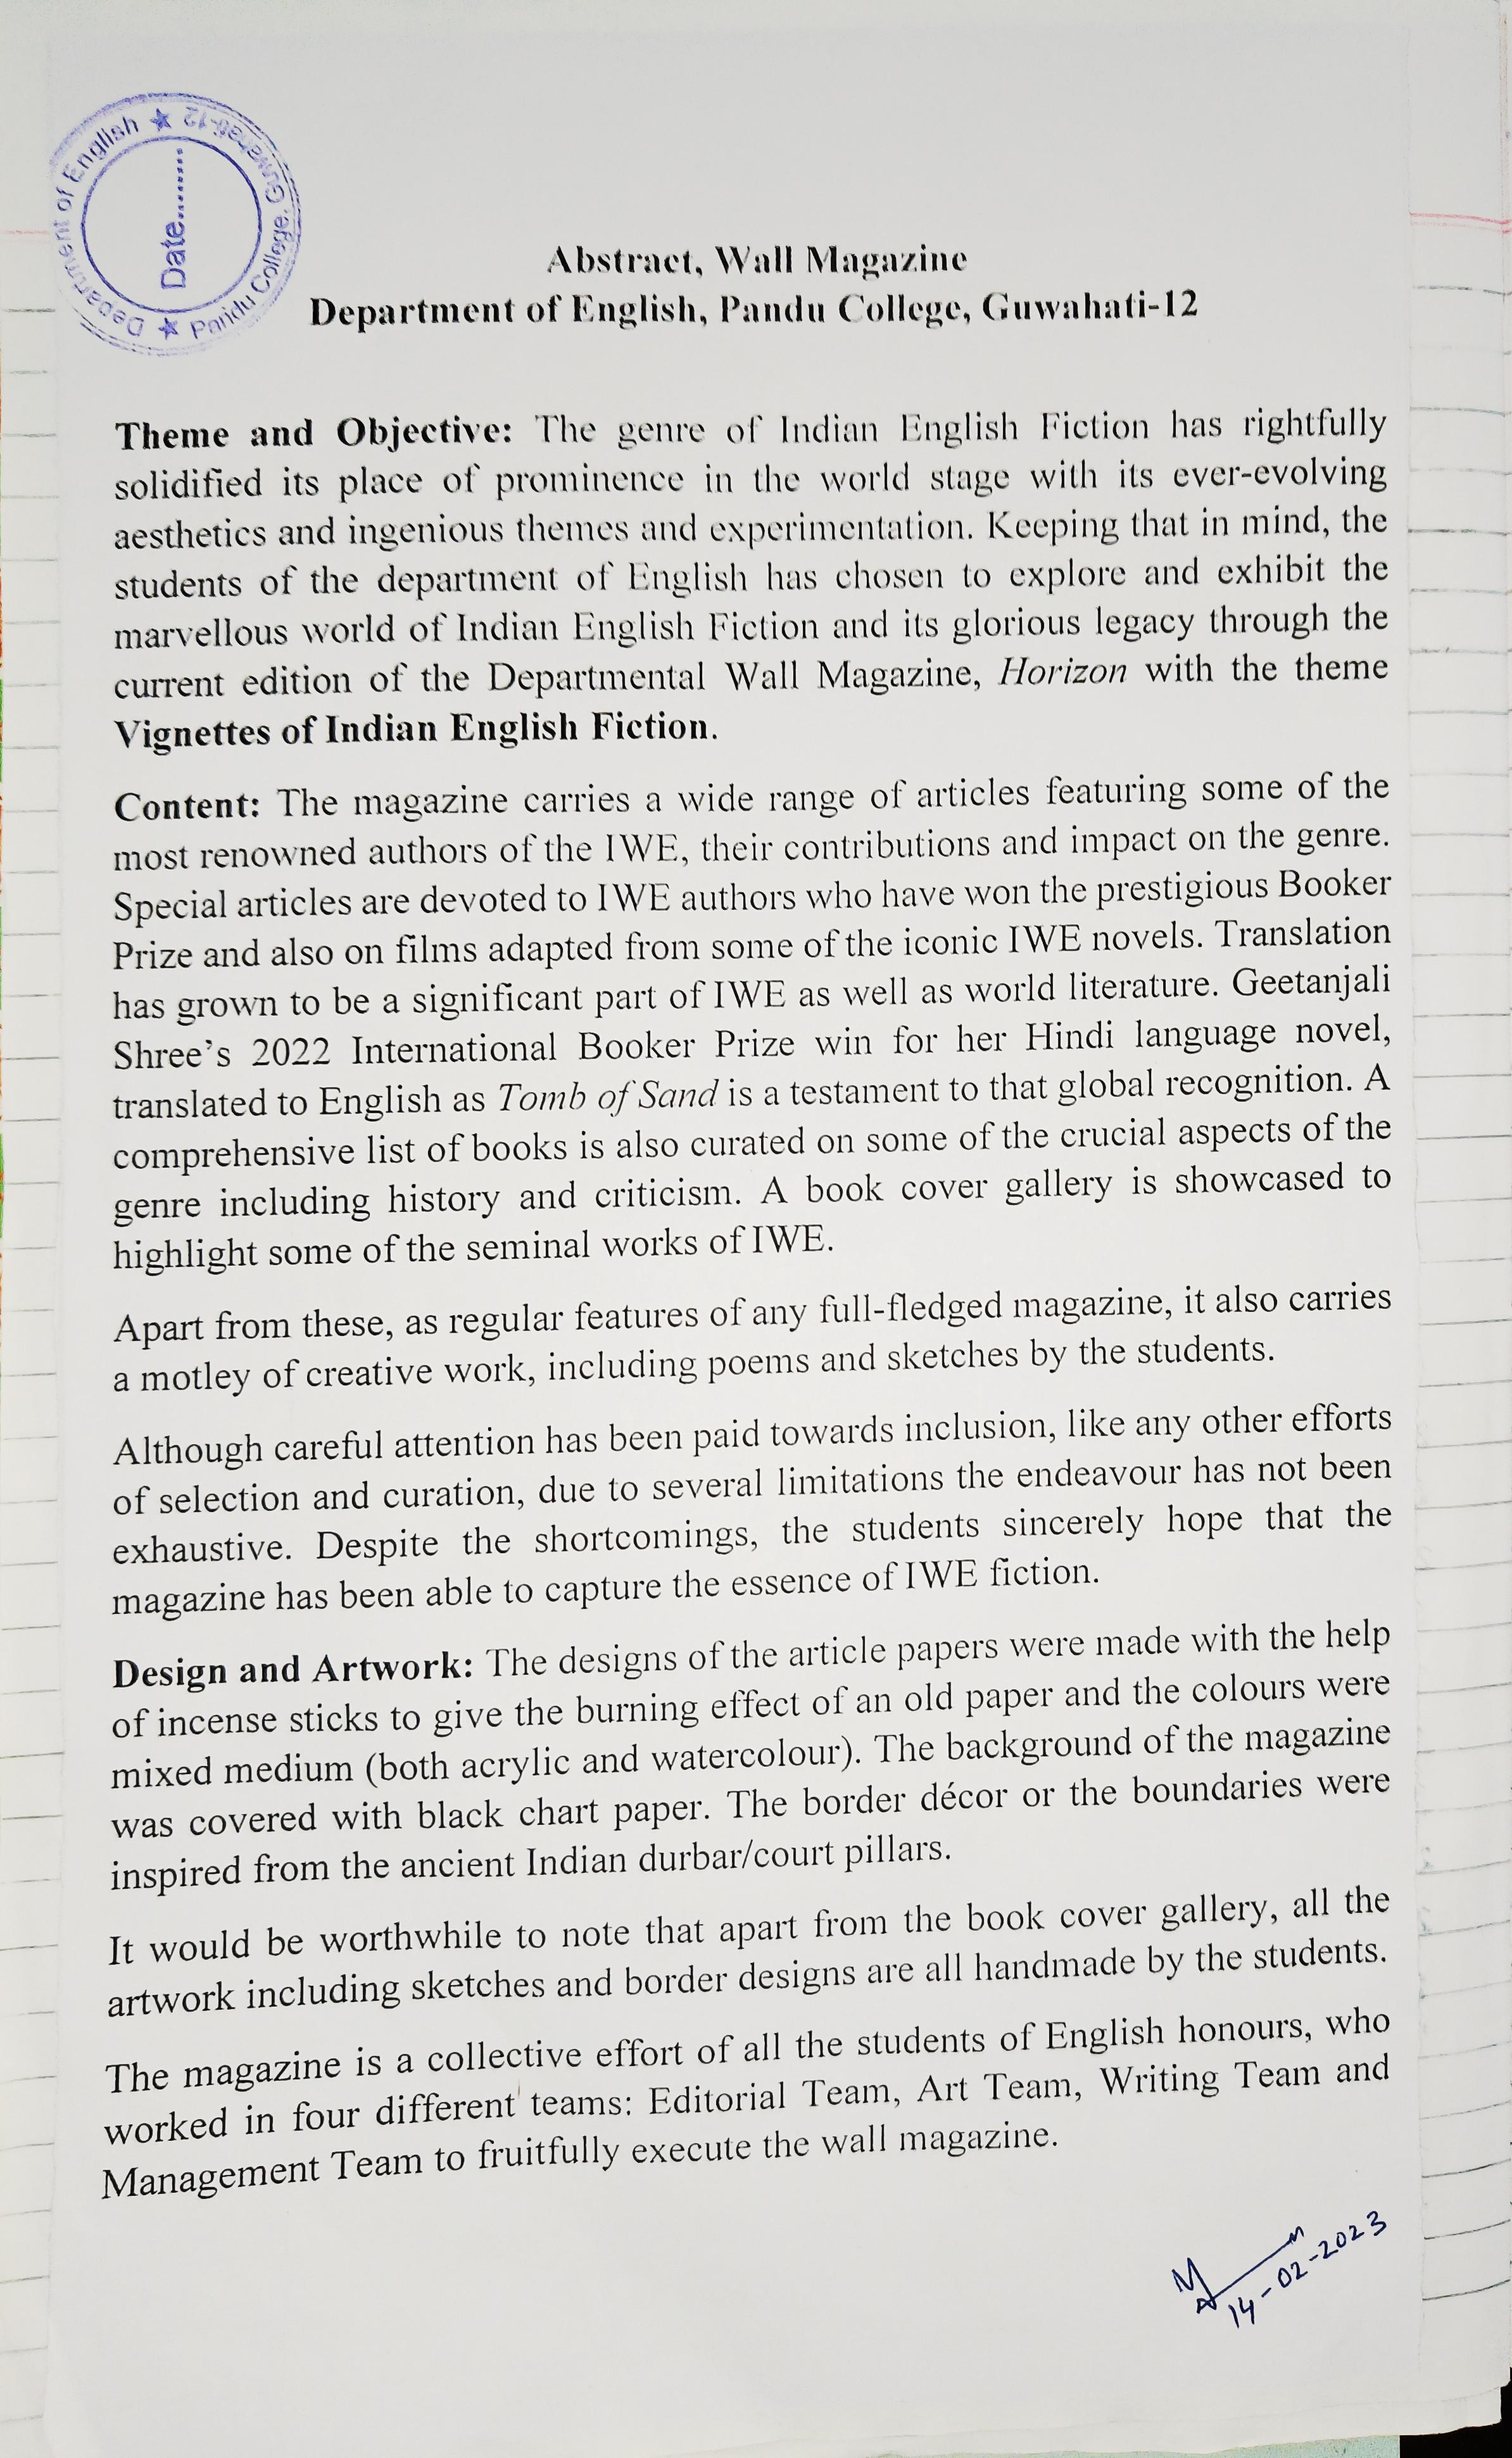 Department of English ★ Pandu College, Guwahati-12 ★
Date.........
Abstract, Wall Magazine
Department of English, Pandu College, Guwahati-12
Theme and Objective: The genre of Indian English Fiction has rightfully
solidified its place of prominence in the world stage with its ever-evolving
aesthetics and ingenious themes and experimentation. Keeping that in mind, the
students of the department of English has chosen to explore and exhibit the
marvellous world of Indian English Fiction and its glorious legacy through the
current edition of the Departmental Wall Magazine, Horizon with the theme
Vignettes of Indian English Fiction.
Content: The magazine carries a wide range of articles featuring some of the
most renowned authors of the IWE, their contributions and impact on the genre.
Special articles are devoted to IWE authors who have won the prestigious Booker
Prize and also on films adapted from some of the iconic IWE novels. Translation
has grown to be a significant part of IWE as well as world literature. Geetanjali
Shree’s 2022 International Booker Prize win for her Hindi language novel,
translated to English as Tomb of Sand is a testament to that global recognition. A
comprehensive list of books is also curated on some of the crucial aspects of the
genre including history and criticism. A book cover gallery is showcased to
highlight some of the seminal works of IWE.
Apart from these, as regular features of any full-fledged magazine, it also carries
a motley of creative work, including poems and sketches by the students.
Although careful attention has been paid towards inclusion, like any other efforts
of selection and curation, due to several limitations the endeavour has not been
exhaustive. Despite the shortcomings, the students sincerely hope that the
magazine has been able to capture the essence of IWE fiction.
Design and Artwork: The designs of the article papers were made with the help
of incense sticks to give the burning effect of an old paper and the colours were
mixed medium (both acrylic and watercolour). The background of the magazine
was covered with black chart paper. The border décor or the boundaries were
inspired from the ancient Indian durbar/court pillars.
It would be worthwhile to note that apart from the book cover gallery, all the
artwork including sketches and border designs are all handmade by the students.
The magazine is a collective effort of all the students of English honours, who
worked in four different teams: Editorial Team, Art Team, Writing Team and
Management Team to fruitfully execute the wall magazine.
14-02-2023